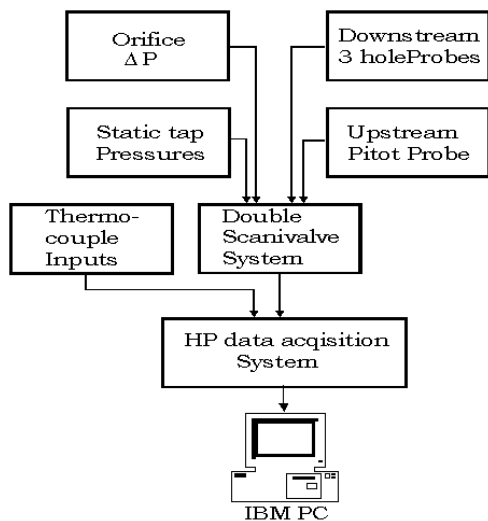 Orifice
ΔP
Downstream
3 holeProbes
Static tap
Pressures
Upstream
Pitot Probe
Thermo-
couple
Inputs
Double
Scanivalve
System
HP data acqisition
System
IBM PC